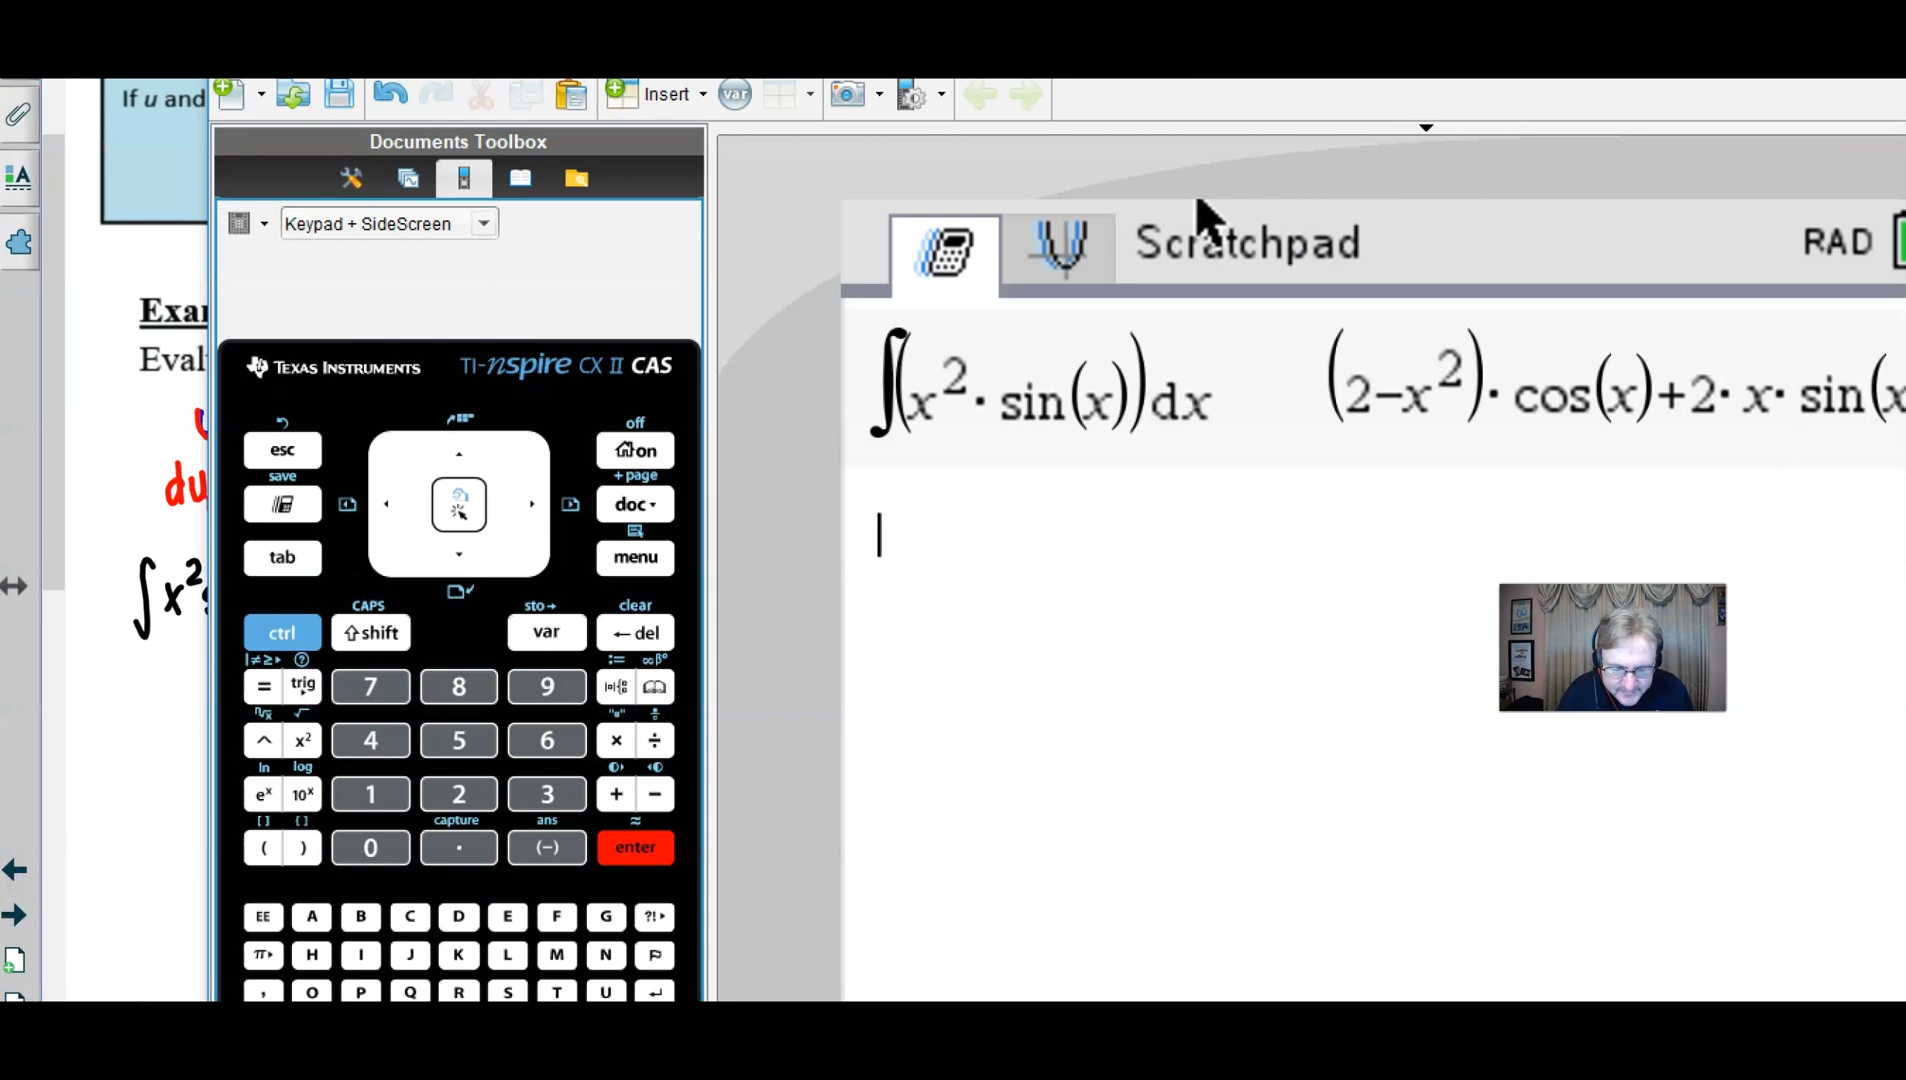 If u and
Insert
var
Documents Toolbox
Keypad + SideScreen
Scratchpad
RAD
∫(x²· sin(x))dx (2−x²)· cos(x)+2· x· sin(x
Eval
du
∫x²
TEXAS INSTRUMENTS TI-nspire CX II CAS
off
esc
on
save
+ page
doc
tab
menu
CAPS sto→ clear
ctrl shift var ← del
= trig 7 8 9
^ x² 4 5 6 × ÷
ln log
eˣ 10ˣ 1 2 3 + −
[ ] { } capture ans ≈
( ) 0 . (−) enter
EE A B C D E F G ?!▸
π▸ H I J K L M N
, O P Q R S T U ↵